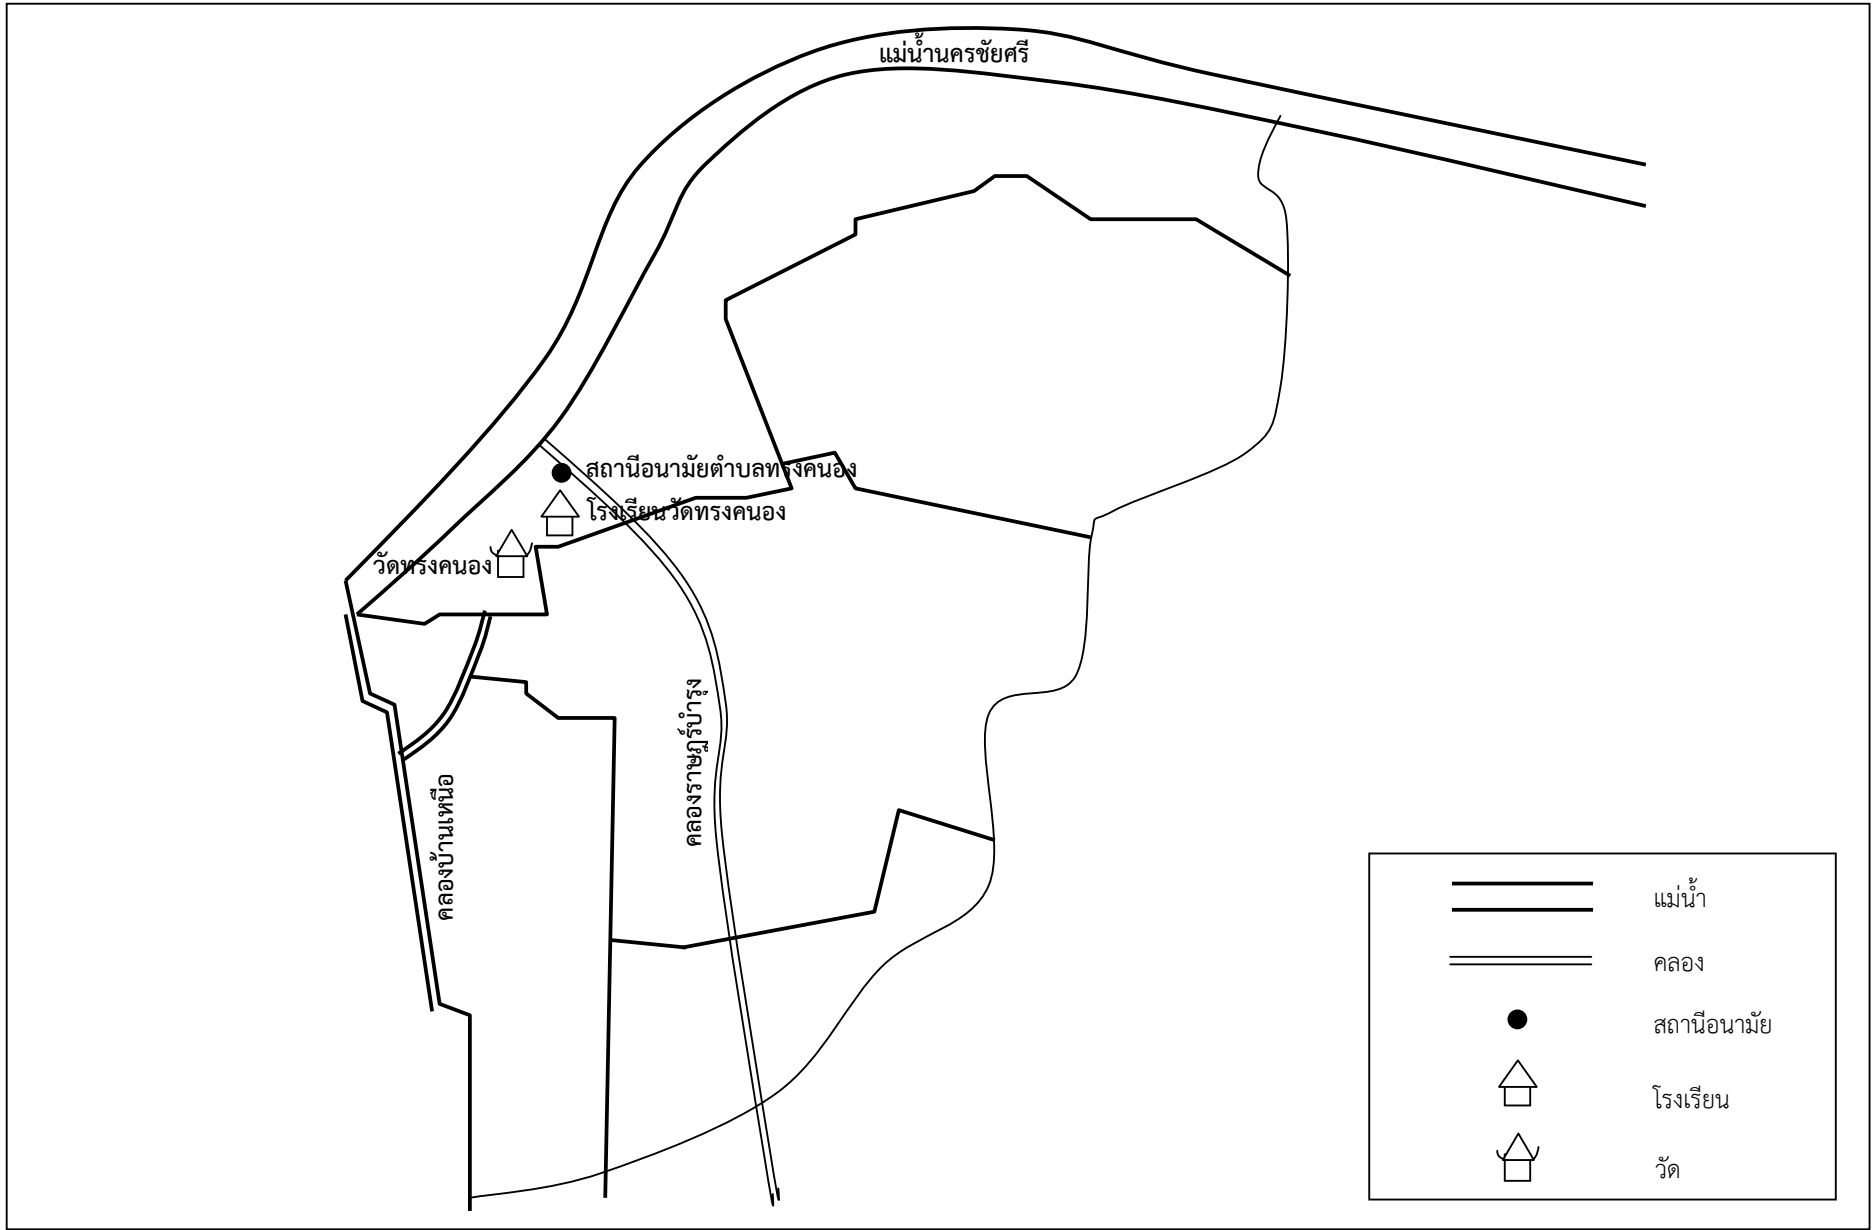 แม่น้ำนครชัยศรี
สถานีอนามัยตำบลทรงคนอง
โรงเรียนวัดทรงคนอง
วัดทรงคนอง
คลองราษฎร์บำรุง
คลองบ้านเหนือ
แม่น้ำ
คลอง
สถานีอนามัย
โรงเรียน
วัด